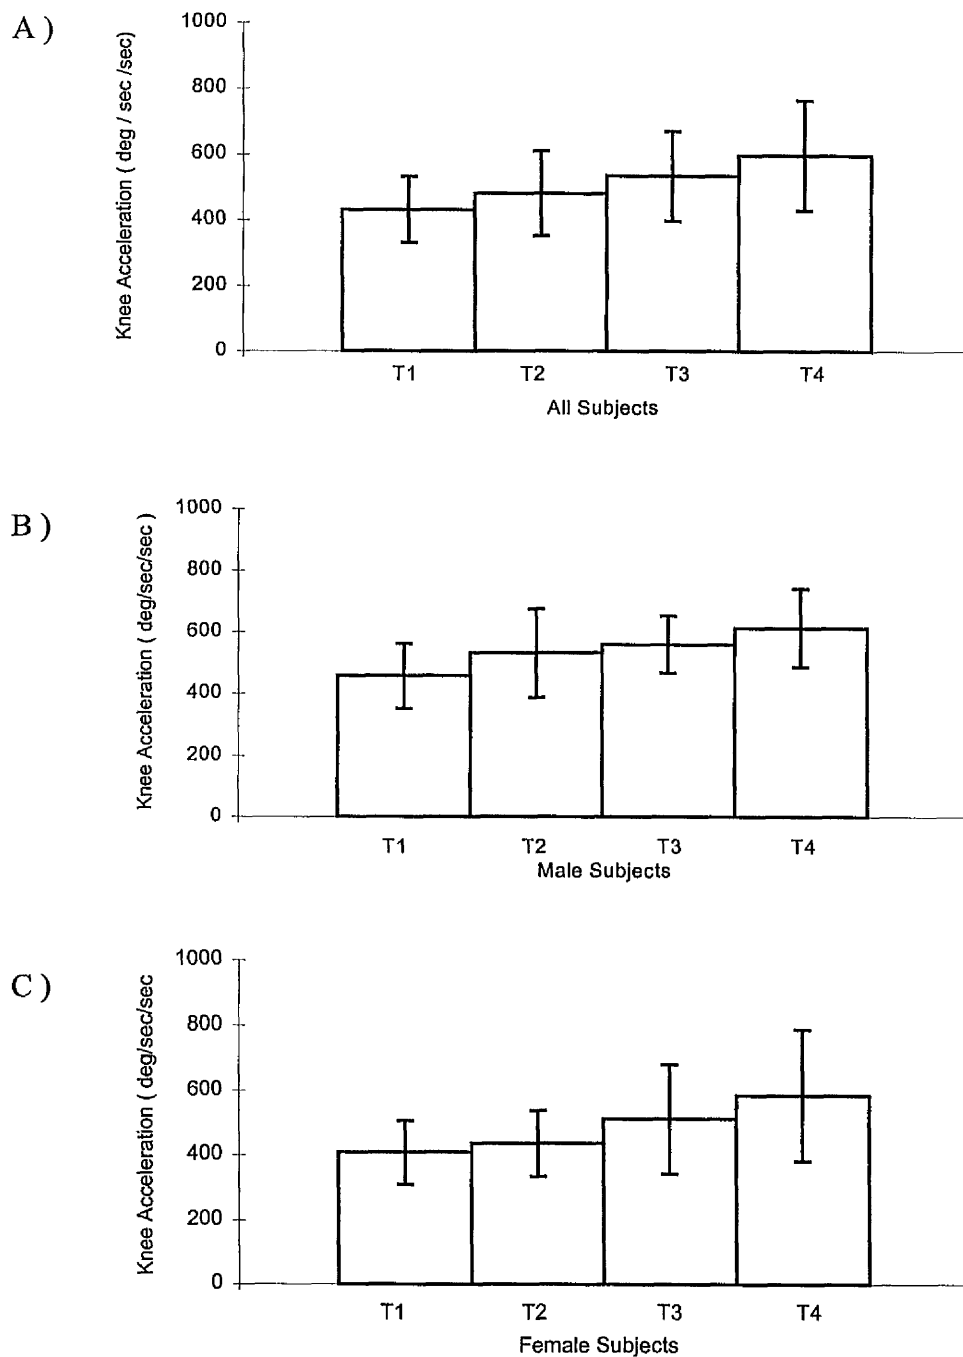 A )
Knee Acceleration ( deg / sec /sec)
1000
800
600
400
200
0
T1 T2 T3 T4
All Subjects
B )
Knee Acceleration ( deg/sec/sec )
1000
800
600
400
200
0
T1 T2 T3 T4
Male Subjects
C )
Knee Acceleration ( deg/sec/sec
1000
800
600
400
200
0
T1 T2 T3 T4
Female Subjects